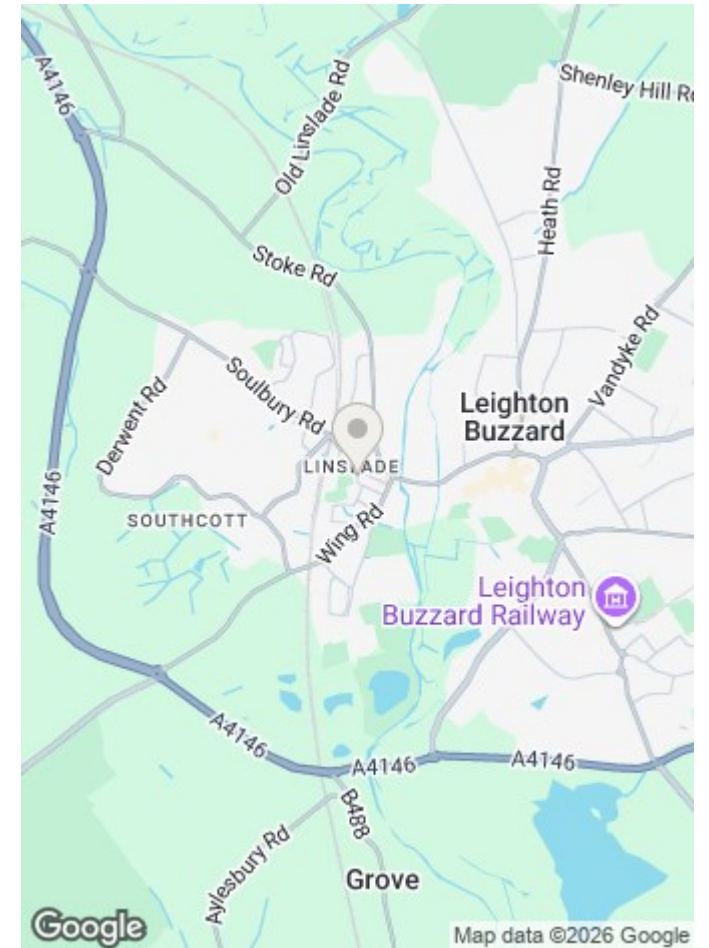 A4146
Shenley Hill Rd
Old Linslade Rd
Heath Rd
Stoke Rd
Vandyke Rd
Soulbury Rd
Derwent Rd
Leighton
Buzzard
LINSLADE
A4146
SOUTHCOTT
Wing Rd
Leighton
Buzzard Railway
A4146
A4146
A4146
B488
Aylesbury Rd
Grove
Google
Map data ©2026 Google